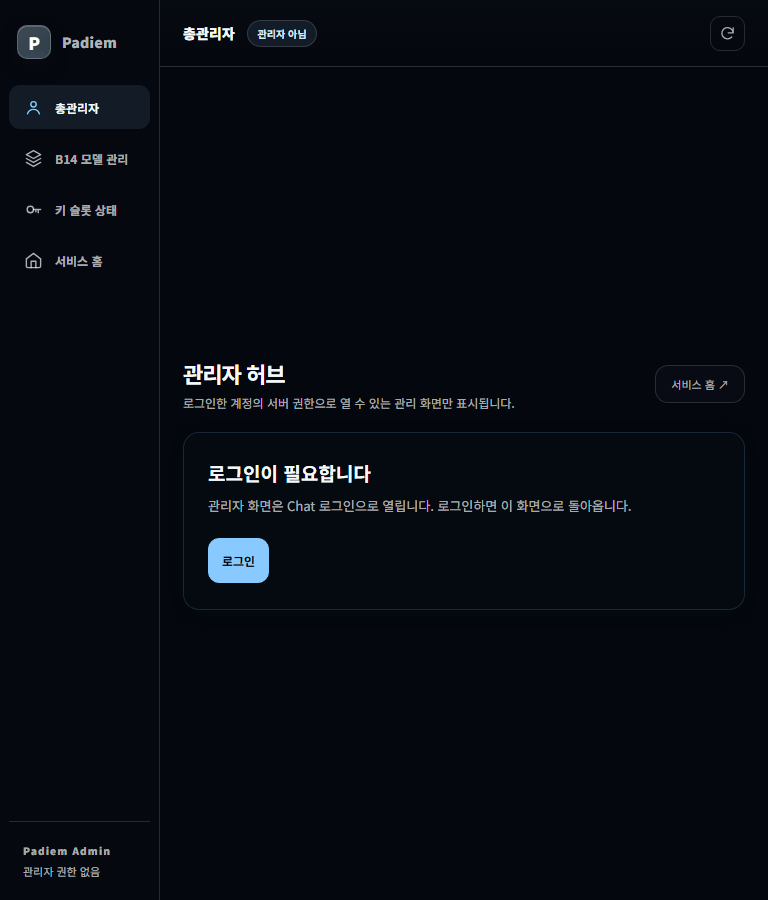 P
Padiem
총관리자
B14 모델 관리
키 슬롯 상태
서비스 홈
Padiem Admin
관리자 권한 없음
총관리자
관리자 아님
관리자 허브
로그인한 계정의 서버 권한으로 열 수 있는 관리 화면만 표시됩니다.
서비스 홈 ↗
로그인이 필요합니다
관리자 화면은 Chat 로그인으로 열립니다. 로그인하면 이 화면으로 돌아옵니다.
로그인